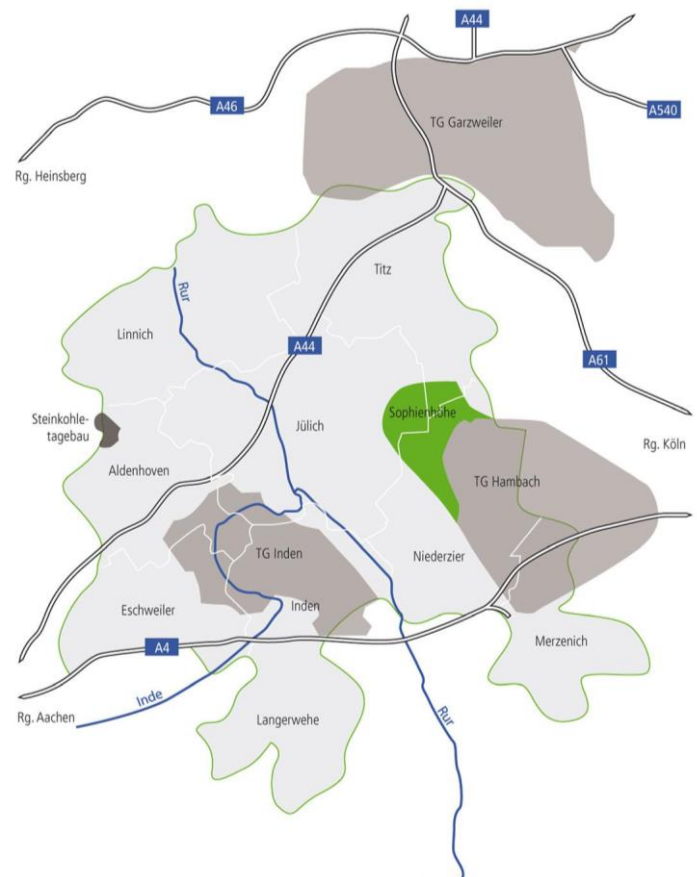 A44
A46
A540
TG Garzweiler
Rg. Heinsberg
Titz
Rur
Linnich
A44
A61
Steinkohle-
tagebau
Sophienhöhe
Jülich
Rg. Köln
Aldenhoven
TG Hambach
TG Inden
Niederzier
Eschweiler
Inden
Merzenich
A4
Inde
Rg. Aachen
Langerwehe
Rur